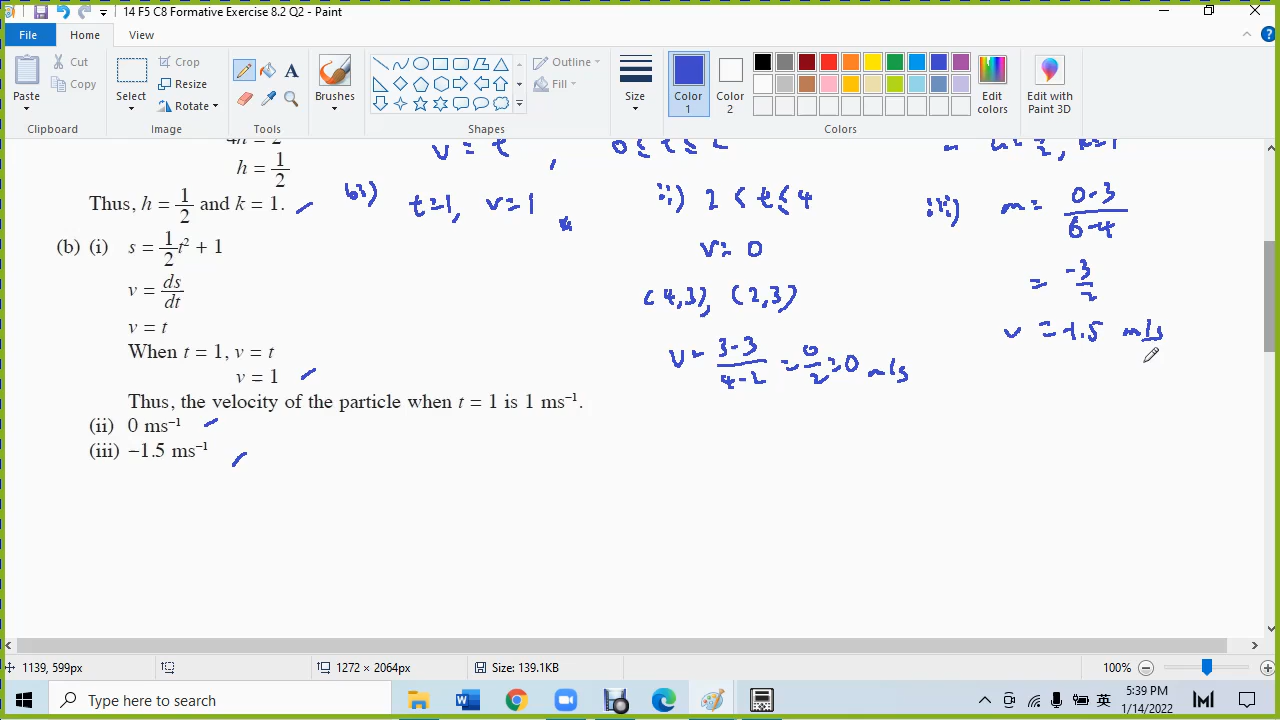 14 F5 C8 Formative Exercise 8.2 Q2 - Paint
File Home View
Paste Cut Copy Clipboard
Select Crop Resize Rotate Image
A Tools
Brushes
Outline Fill Shapes
Size
Color 1 Color 2 Edit colors Colors
Edit with Paint 3D
h = 1/2
Thus, h = 1/2 and k = 1.
(b) (i) s = 1/2 t² + 1
v = ds/dt
v = t
When t = 1, v = t
v = 1
Thus, the velocity of the particle when t = 1 is 1 ms⁻¹.
(ii) 0 ms⁻¹
(iii) −1.5 ms⁻¹
v = t , 0 ≤ t ≤ 2
t=1, v=1
ii) 2 < t ≤ 4
v = 0
(4,3), (2,3)
v = 3-3/4-2 = 0/2 = 0 m/s
iii) m = 0-3/6-4
= -3/2
v = -1.5 m/s
1139, 599px 1272 × 2064px Size: 139.1KB 100%
Type here to search
英 5:39 PM
1/14/2022